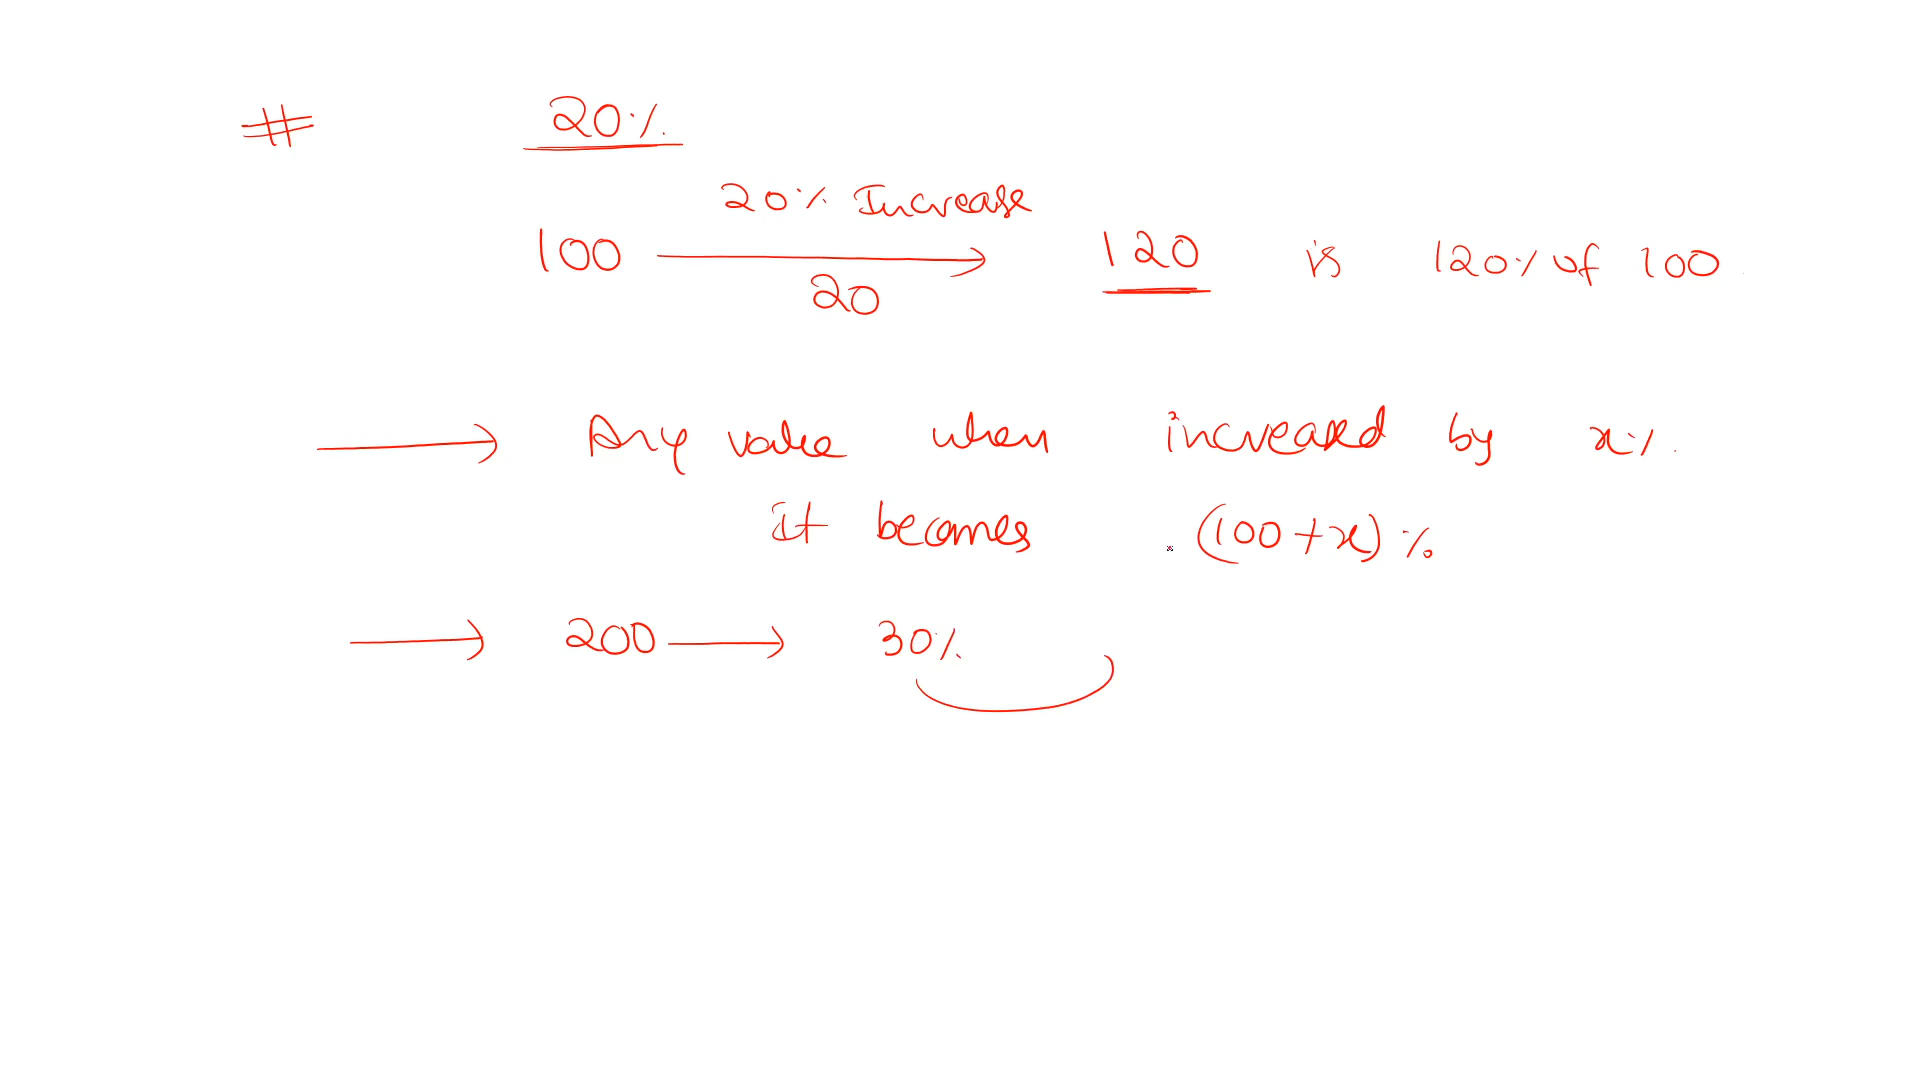 # 20%
20% Increase
100 → 120 is 120% of 100
20
→ Any value when increased by x%
It becomes (100+x)%
→ 200 → 30%